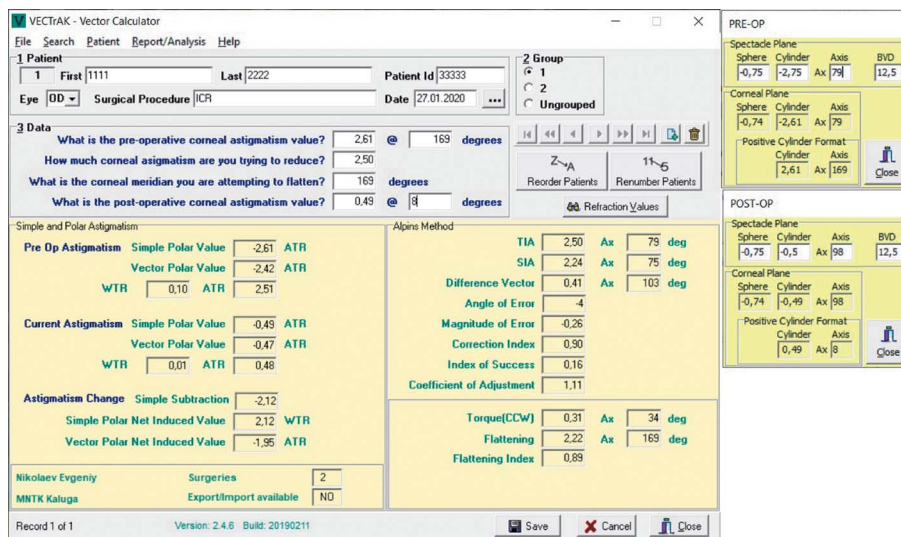 VECTrAK - Vector Calculator
File Search Patient Report/Analysis Help
1 Patient
1 First 1111 Last 2222 Patient Id 33333
Eye OD Surgical Procedure ICR Date 27.01.2020 ...
2 Group
1
2
Ungrouped
3 Data
What is the pre-operative corneal astigmatism value? 2,61 @ 169 degrees
How much corneal asigmatism are you trying to reduce? 2,50
What is the corneal meridian you are attempting to flatten? 169 degrees
What is the post-operative corneal astigmatism value? 0,49 @ 8 degrees
Z A 11 5
Reorder Patients Renumber Patients
Refraction Values
Simple and Polar Astigmatism
Pre Op Astigmatism Simple Polar Value -2,61 ATR
Vector Polar Value -2,42 ATR
WTR 0,10 ATR 2,51
Current Astigmatism Simple Polar Value -0,49 ATR
Vector Polar Value -0,47 ATR
WTR 0,01 ATR 0,48
Astigmatism Change Simple Subtraction -2,12
Simple Polar Net Induced Value 2,12 WTR
Vector Polar Net Induced Value -1,95 ATR
Nikolaev Evgeniy Surgeries 2
MNTK Kaluga Export/Import available NO
Alpins Method
TIA 2,50 Ax 79 deg
SIA 2,24 Ax 75 deg
Difference Vector 0,41 Ax 103 deg
Angle of Error -4
Magnitude of Error -0,26
Correction Index 0,90
Index of Success 0,16
Coefficient of Adjustment 1,11
Torque(CCW) 0,31 Ax 34 deg
Flattening 2,22 Ax 169 deg
Flattening Index 0,89
Record 1 of 1 Version: 2.4.6 Build: 20190211 Save Cancel Close
PRE-OP
Spectacle Plane
Sphere Cylinder Axis BVD
-0,75 -2,75 Ax 79 12,5
Corneal Plane
Sphere Cylinder Axis
-0,74 -2,61 Ax 79
Positive Cylinder Format
Cylinder Axis
2,61 Ax 169
Close
POST-OP
Spectacle Plane
Sphere Cylinder Axis BVD
-0,75 -0,5 Ax 98 12,5
Corneal Plane
Sphere Cylinder Axis
-0,74 -0,49 Ax 98
Positive Cylinder Format
Cylinder Axis
0,49 Ax 8
Close